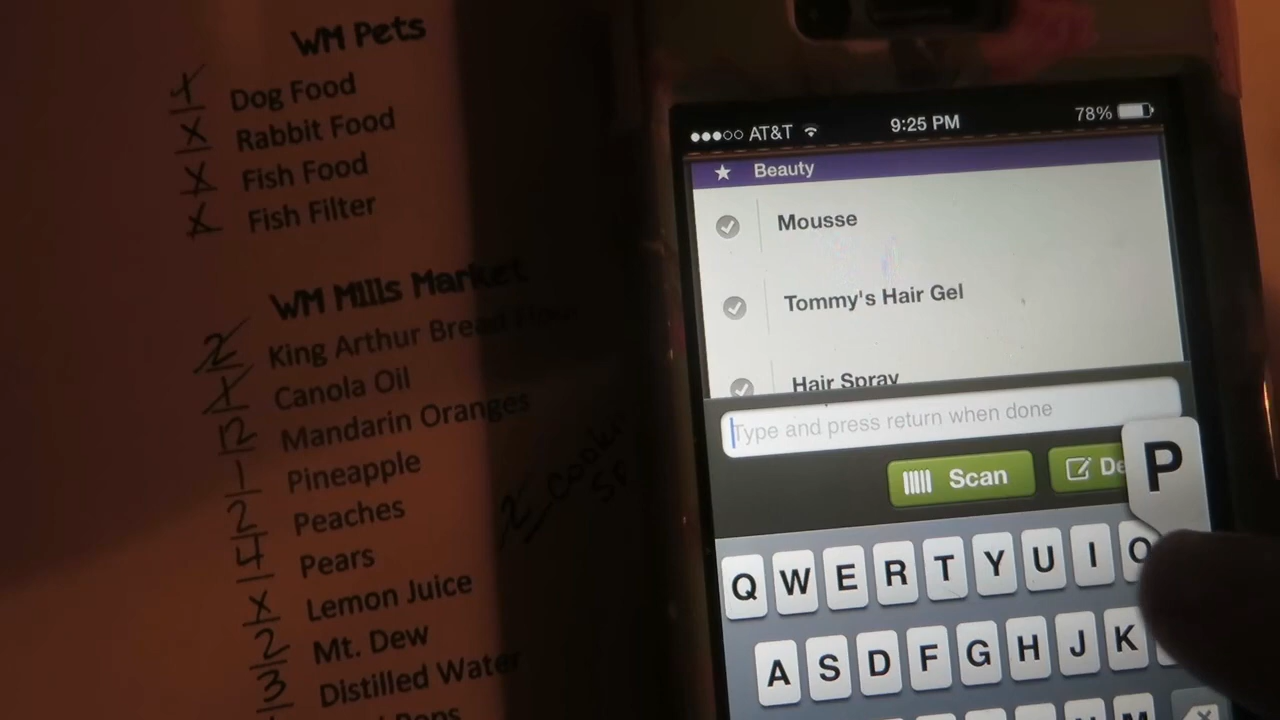 WM Pets
X Dog Food
X Rabbit Food
X Fish Food
X Fish Filter
WM Mills Market
2 King Arthur Bread Flour
X Canola Oil
12 Mandarin Oranges
1 Pineapple
2 Peaches
4 Pears
X Lemon Juice
2 Mt. Dew
3 Distilled Water
2
AT&T 9:25 PM 78%
Beauty
Mousse
Tommy's Hair Gel
Hair Spray
Type and press return when done
Scan De
P
Q W E R T Y U I O
A S D F G H J K